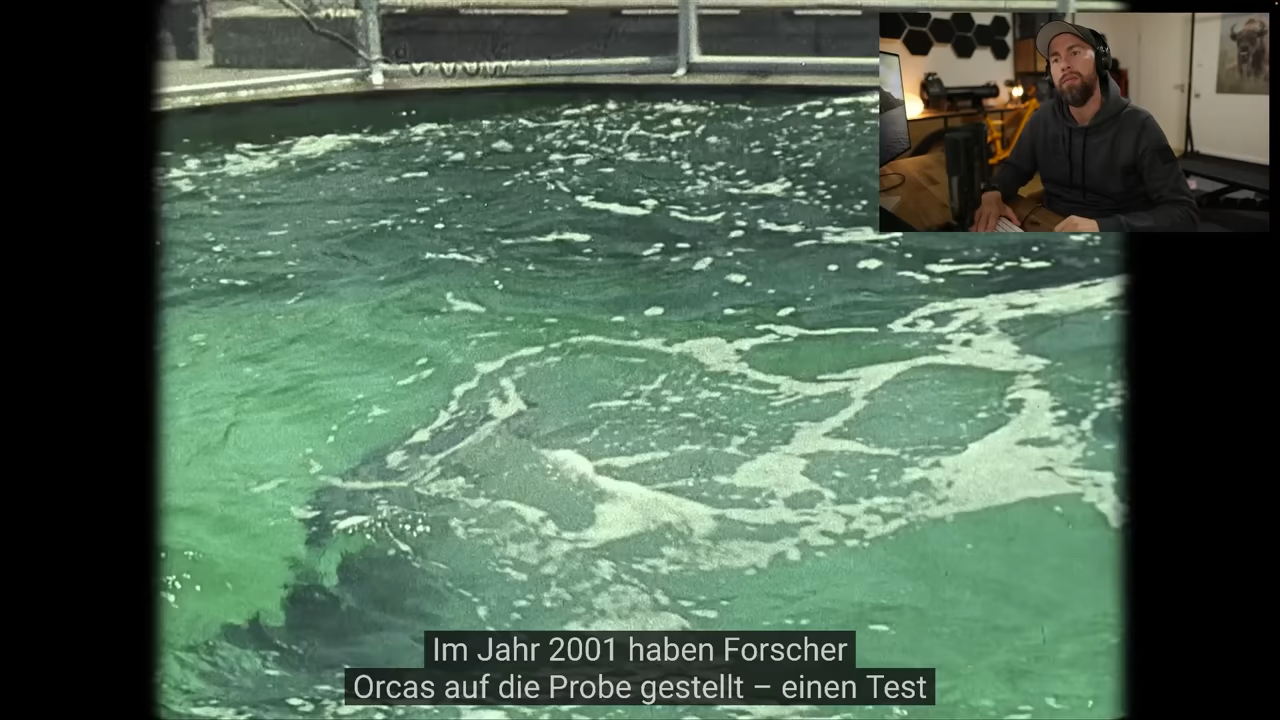 Im Jahr 2001 haben Forscher
Orcas auf die Probe gestellt – einen Test